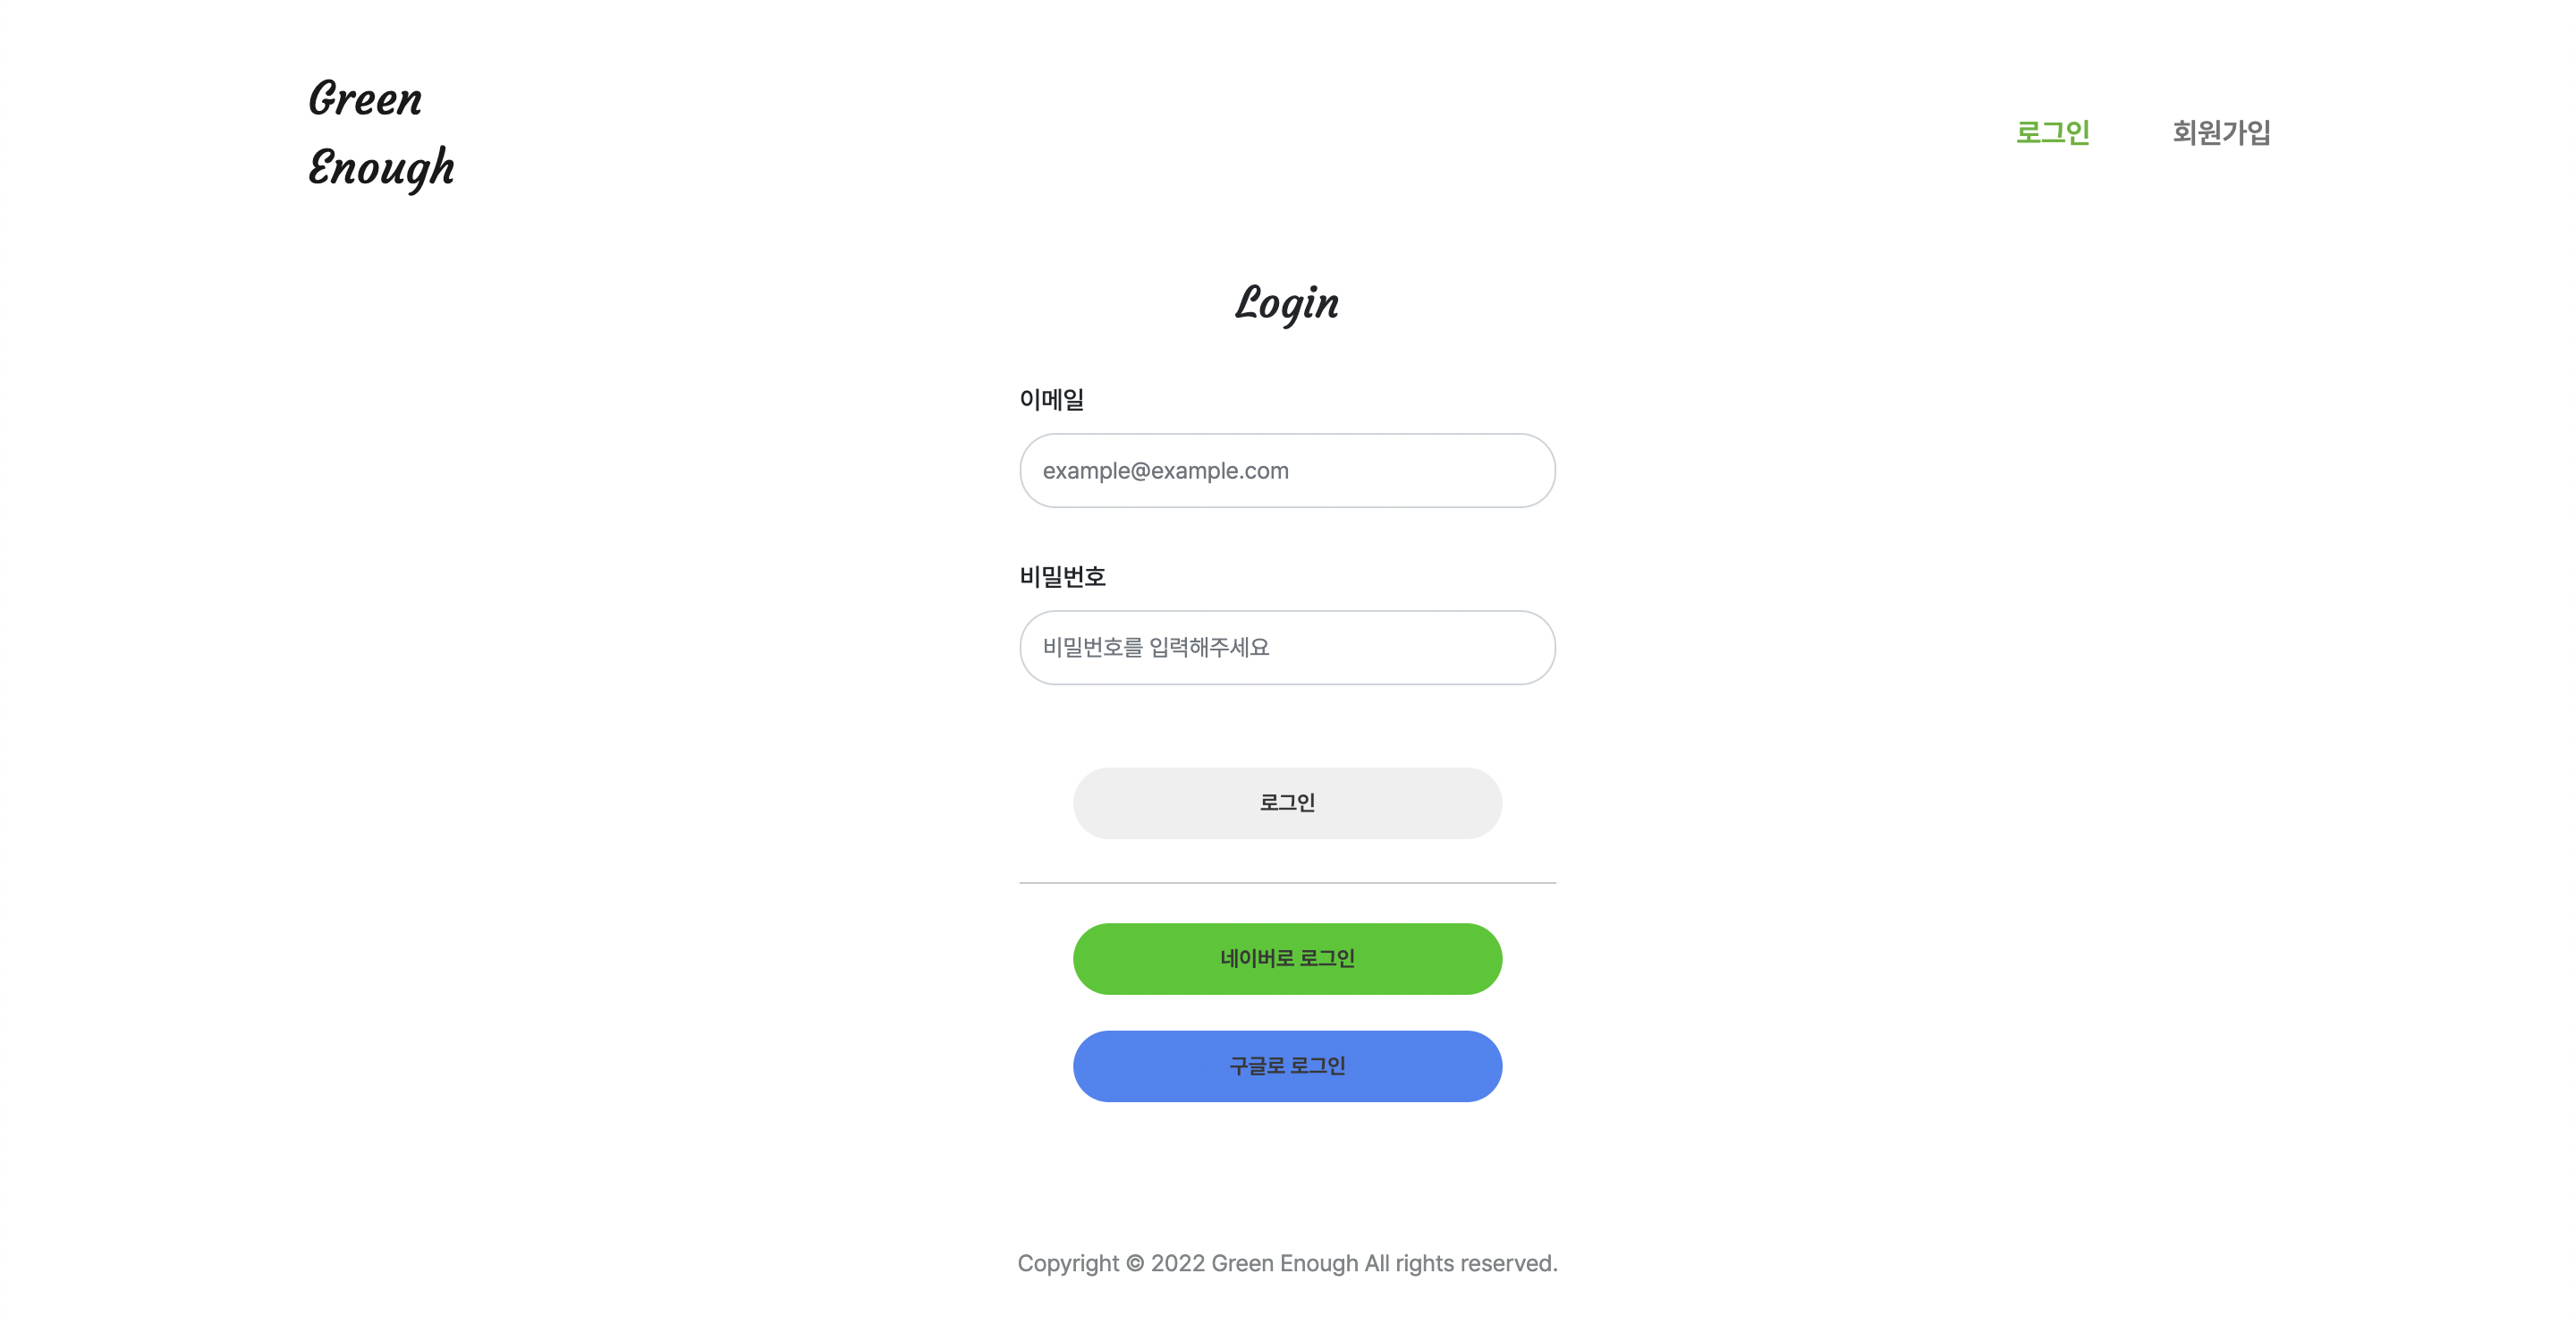 Green
Enough
로그인 회원가입
Login
이메일
example@example.com
비밀번호
비밀번호를 입력해주세요
로그인
네이버로 로그인
구글로 로그인
Copyright © 2022 Green Enough All rights reserved.